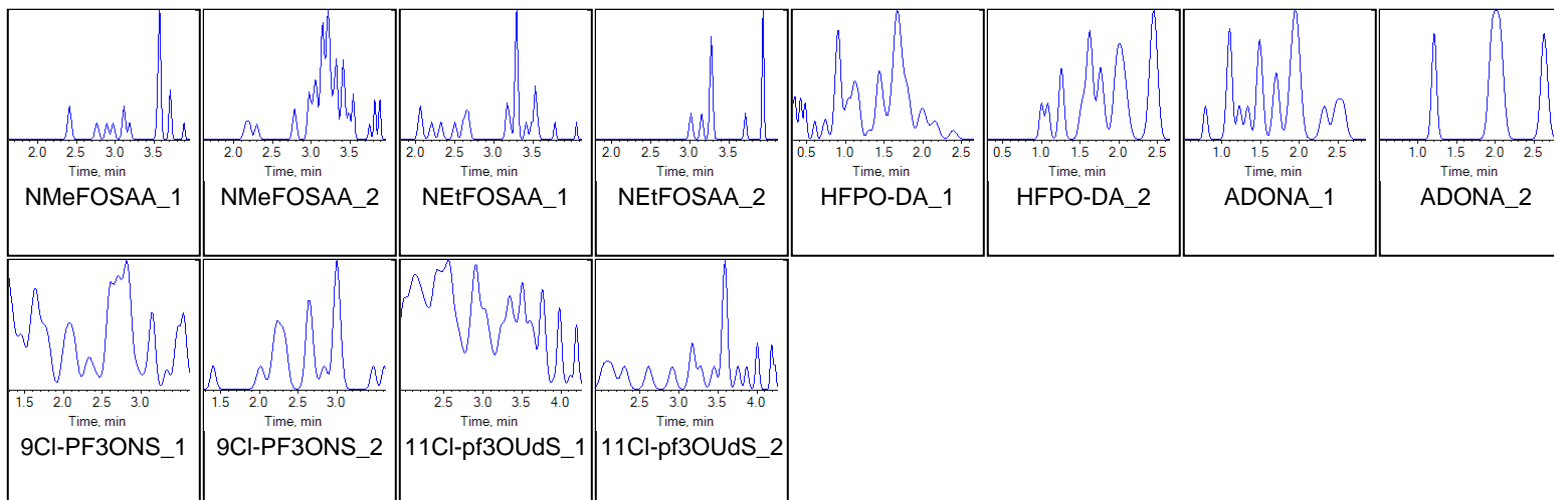 2.0 2.5 3.0 3.5
Time, min
NMeFOSAA_1
2.0 2.5 3.0 3.5
Time, min
NMeFOSAA_2
2.0 2.5 3.0 3.5
Time, min
NEtFOSAA_1
2.0 2.5 3.0 3.5
Time, min
NEtFOSAA_2
0.5 1.0 1.5 2.0 2.5
Time, min
HFPO-DA_1
0.5 1.0 1.5 2.0 2.5
Time, min
HFPO-DA_2
1.0 1.5 2.0 2.5
Time, min
ADONA_1
1.0 1.5 2.0 2.5
Time, min
ADONA_2
1.5 2.0 2.5 3.0
Time, min
9Cl-PF3ONS_1
1.5 2.0 2.5 3.0
Time, min
9Cl-PF3ONS_2
2.5 3.0 3.5 4.0
Time, min
11Cl-pf3OUdS_1
2.5 3.0 3.5 4.0
Time, min
11Cl-pf3OUdS_2